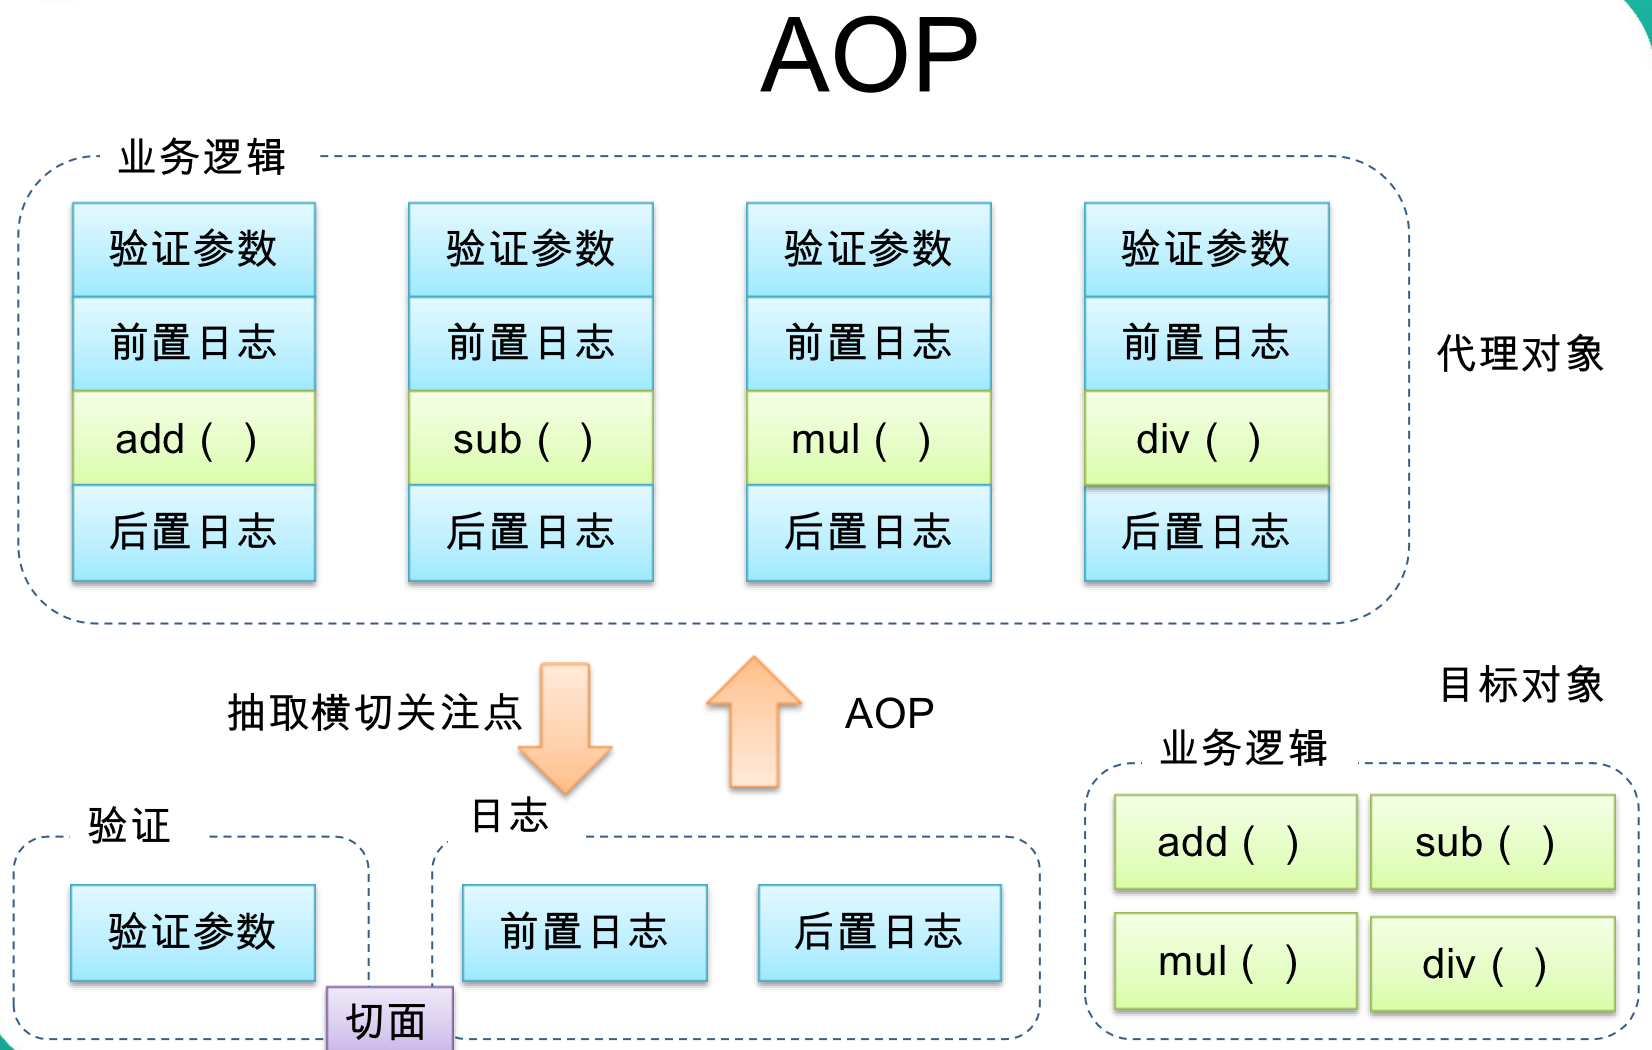 AOP
业务逻辑
验证参数 验证参数 验证参数 验证参数
前置日志 前置日志 前置日志 前置日志
代理对象
add ( ) sub ( ) mul ( ) div ( )
后置日志 后置日志 后置日志 后置日志
抽取横切关注点
AOP
目标对象
验证
验证参数
日志
前置日志 后置日志
切面
业务逻辑
add ( ) sub ( )
mul ( ) div ( )